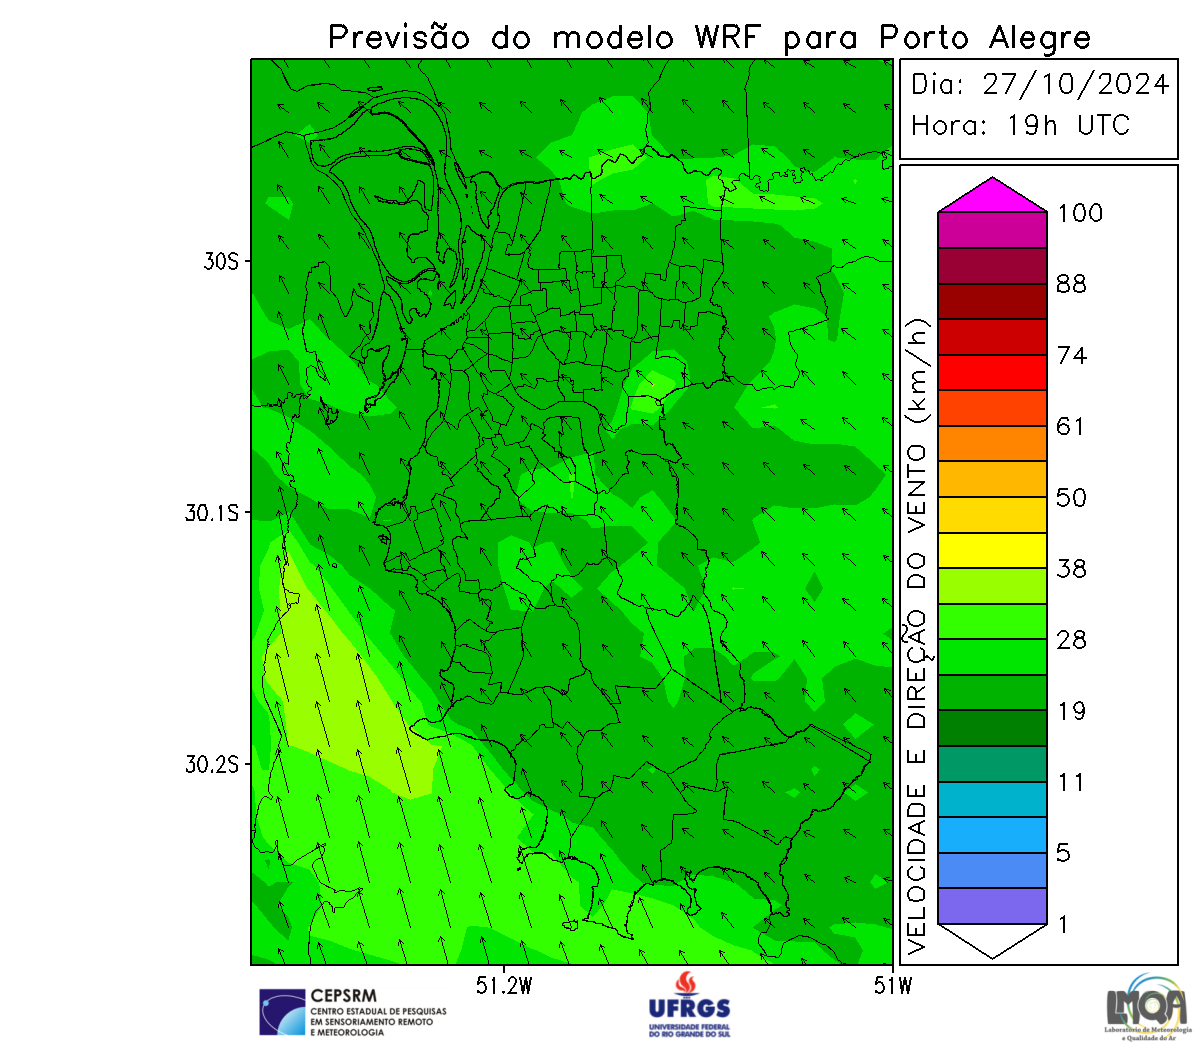 Previsão do modelo WRF para Porto Alegre
Dia: 27/10/2024
Hora: 19h UTC
100
88
74
61
50
38
28
19
11
5
1
VELOCIDADE E DIREÇÃO DO VENTO (km/h)
30S
30.1S
30.2S
51.2W
51W
CEPSRM
CENTRO ESTADUAL DE PESQUISAS
EM SENSORIAMENTO REMOTO
E METEOROLOGIA
UFRGS
UNIVERSIDADE FEDERAL
DO RIO GRANDE DO SUL
LMQA
Laboratório de Meteorologia
e Qualidade do Ar